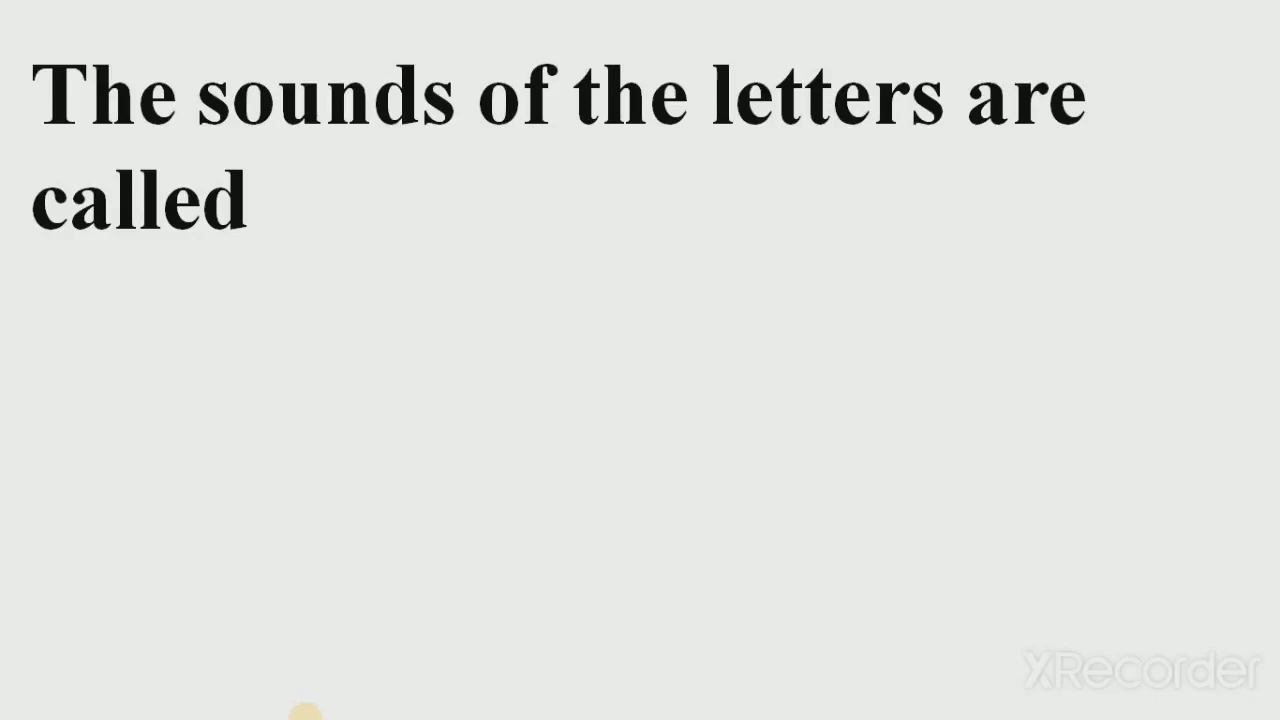 The sounds of the letters are
called
XRecorder